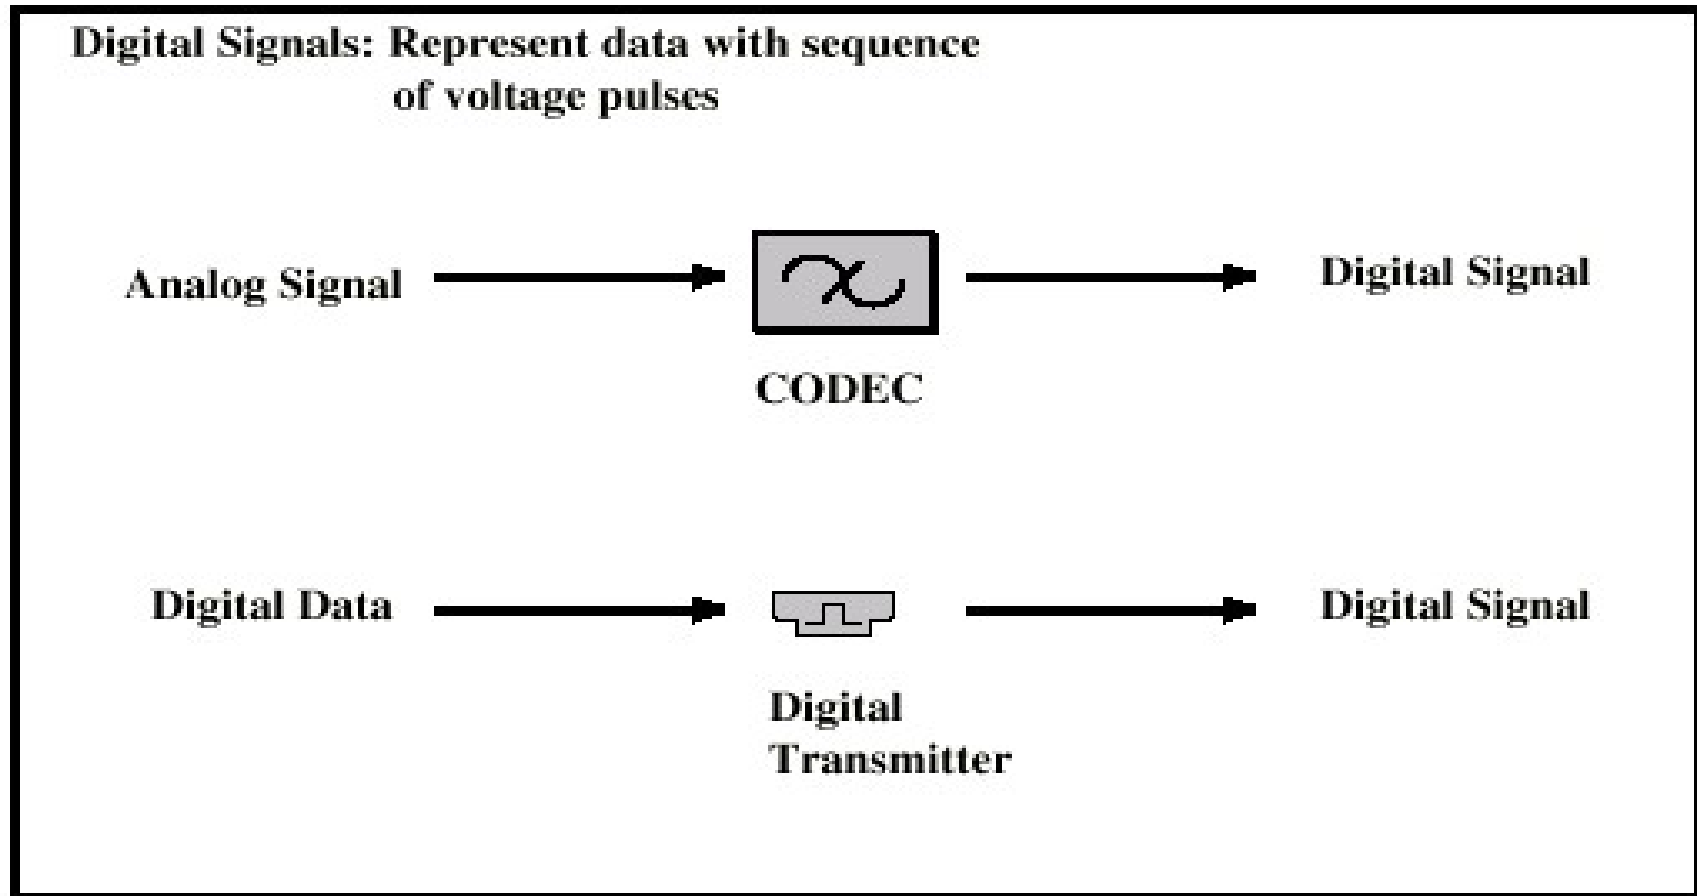 Digital Signals: Represent data with sequence
of voltage pulses
Analog Signal
Digital Signal
CODEC
Digital Data
Digital Signal
Digital
Transmitter